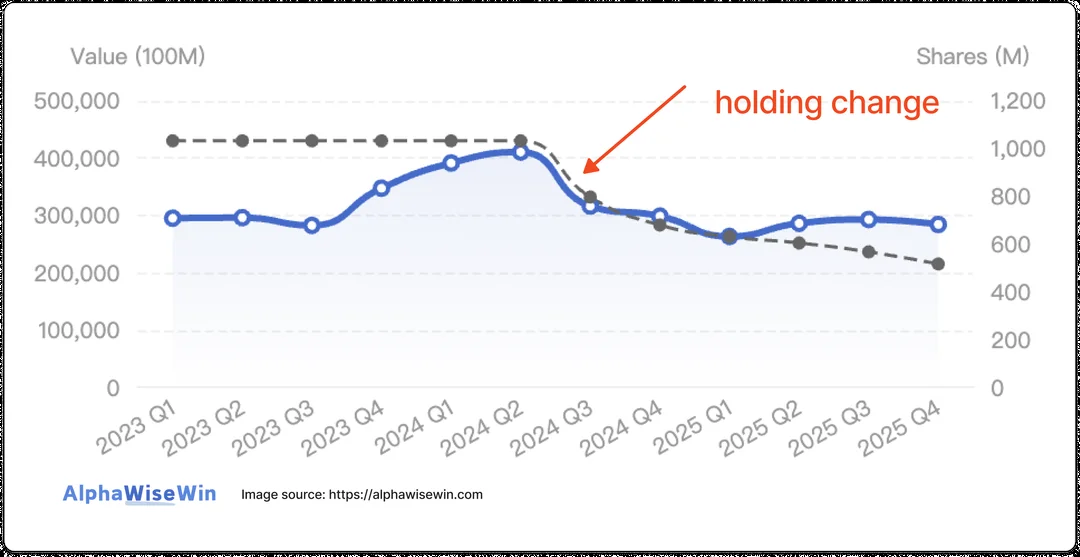 Value (100M)
Shares (M)
holding change
500,000
400,000
300,000
200,000
100,000
0
1,200
1,000
800
600
400
200
0
2023 Q1
2023 Q2
2023 Q3
2023 Q4
2024 Q1
2024 Q2
2024 Q3
2024 Q4
2025 Q1
2025 Q2
2025 Q3
2025 Q4
AlphaWiseWin
Image source: https://alphawisewin.com